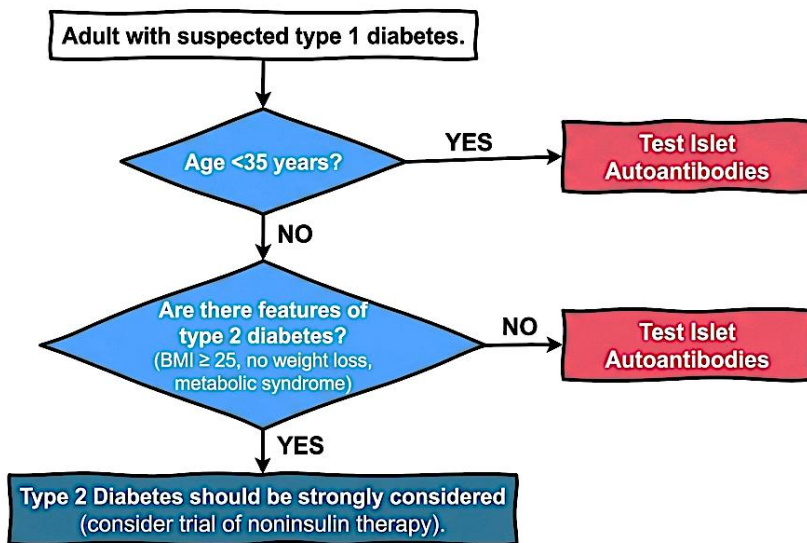 Adult with suspected type 1 diabetes.
Age <35 years?
YES
Test Islet
Autoantibodies
NO
Are there features of
type 2 diabetes?
(BMI ≥ 25, no weight loss,
metabolic syndrome)
NO
Test Islet
Autoantibodies
YES
Type 2 Diabetes should be strongly considered
(consider trial of noninsulin therapy).